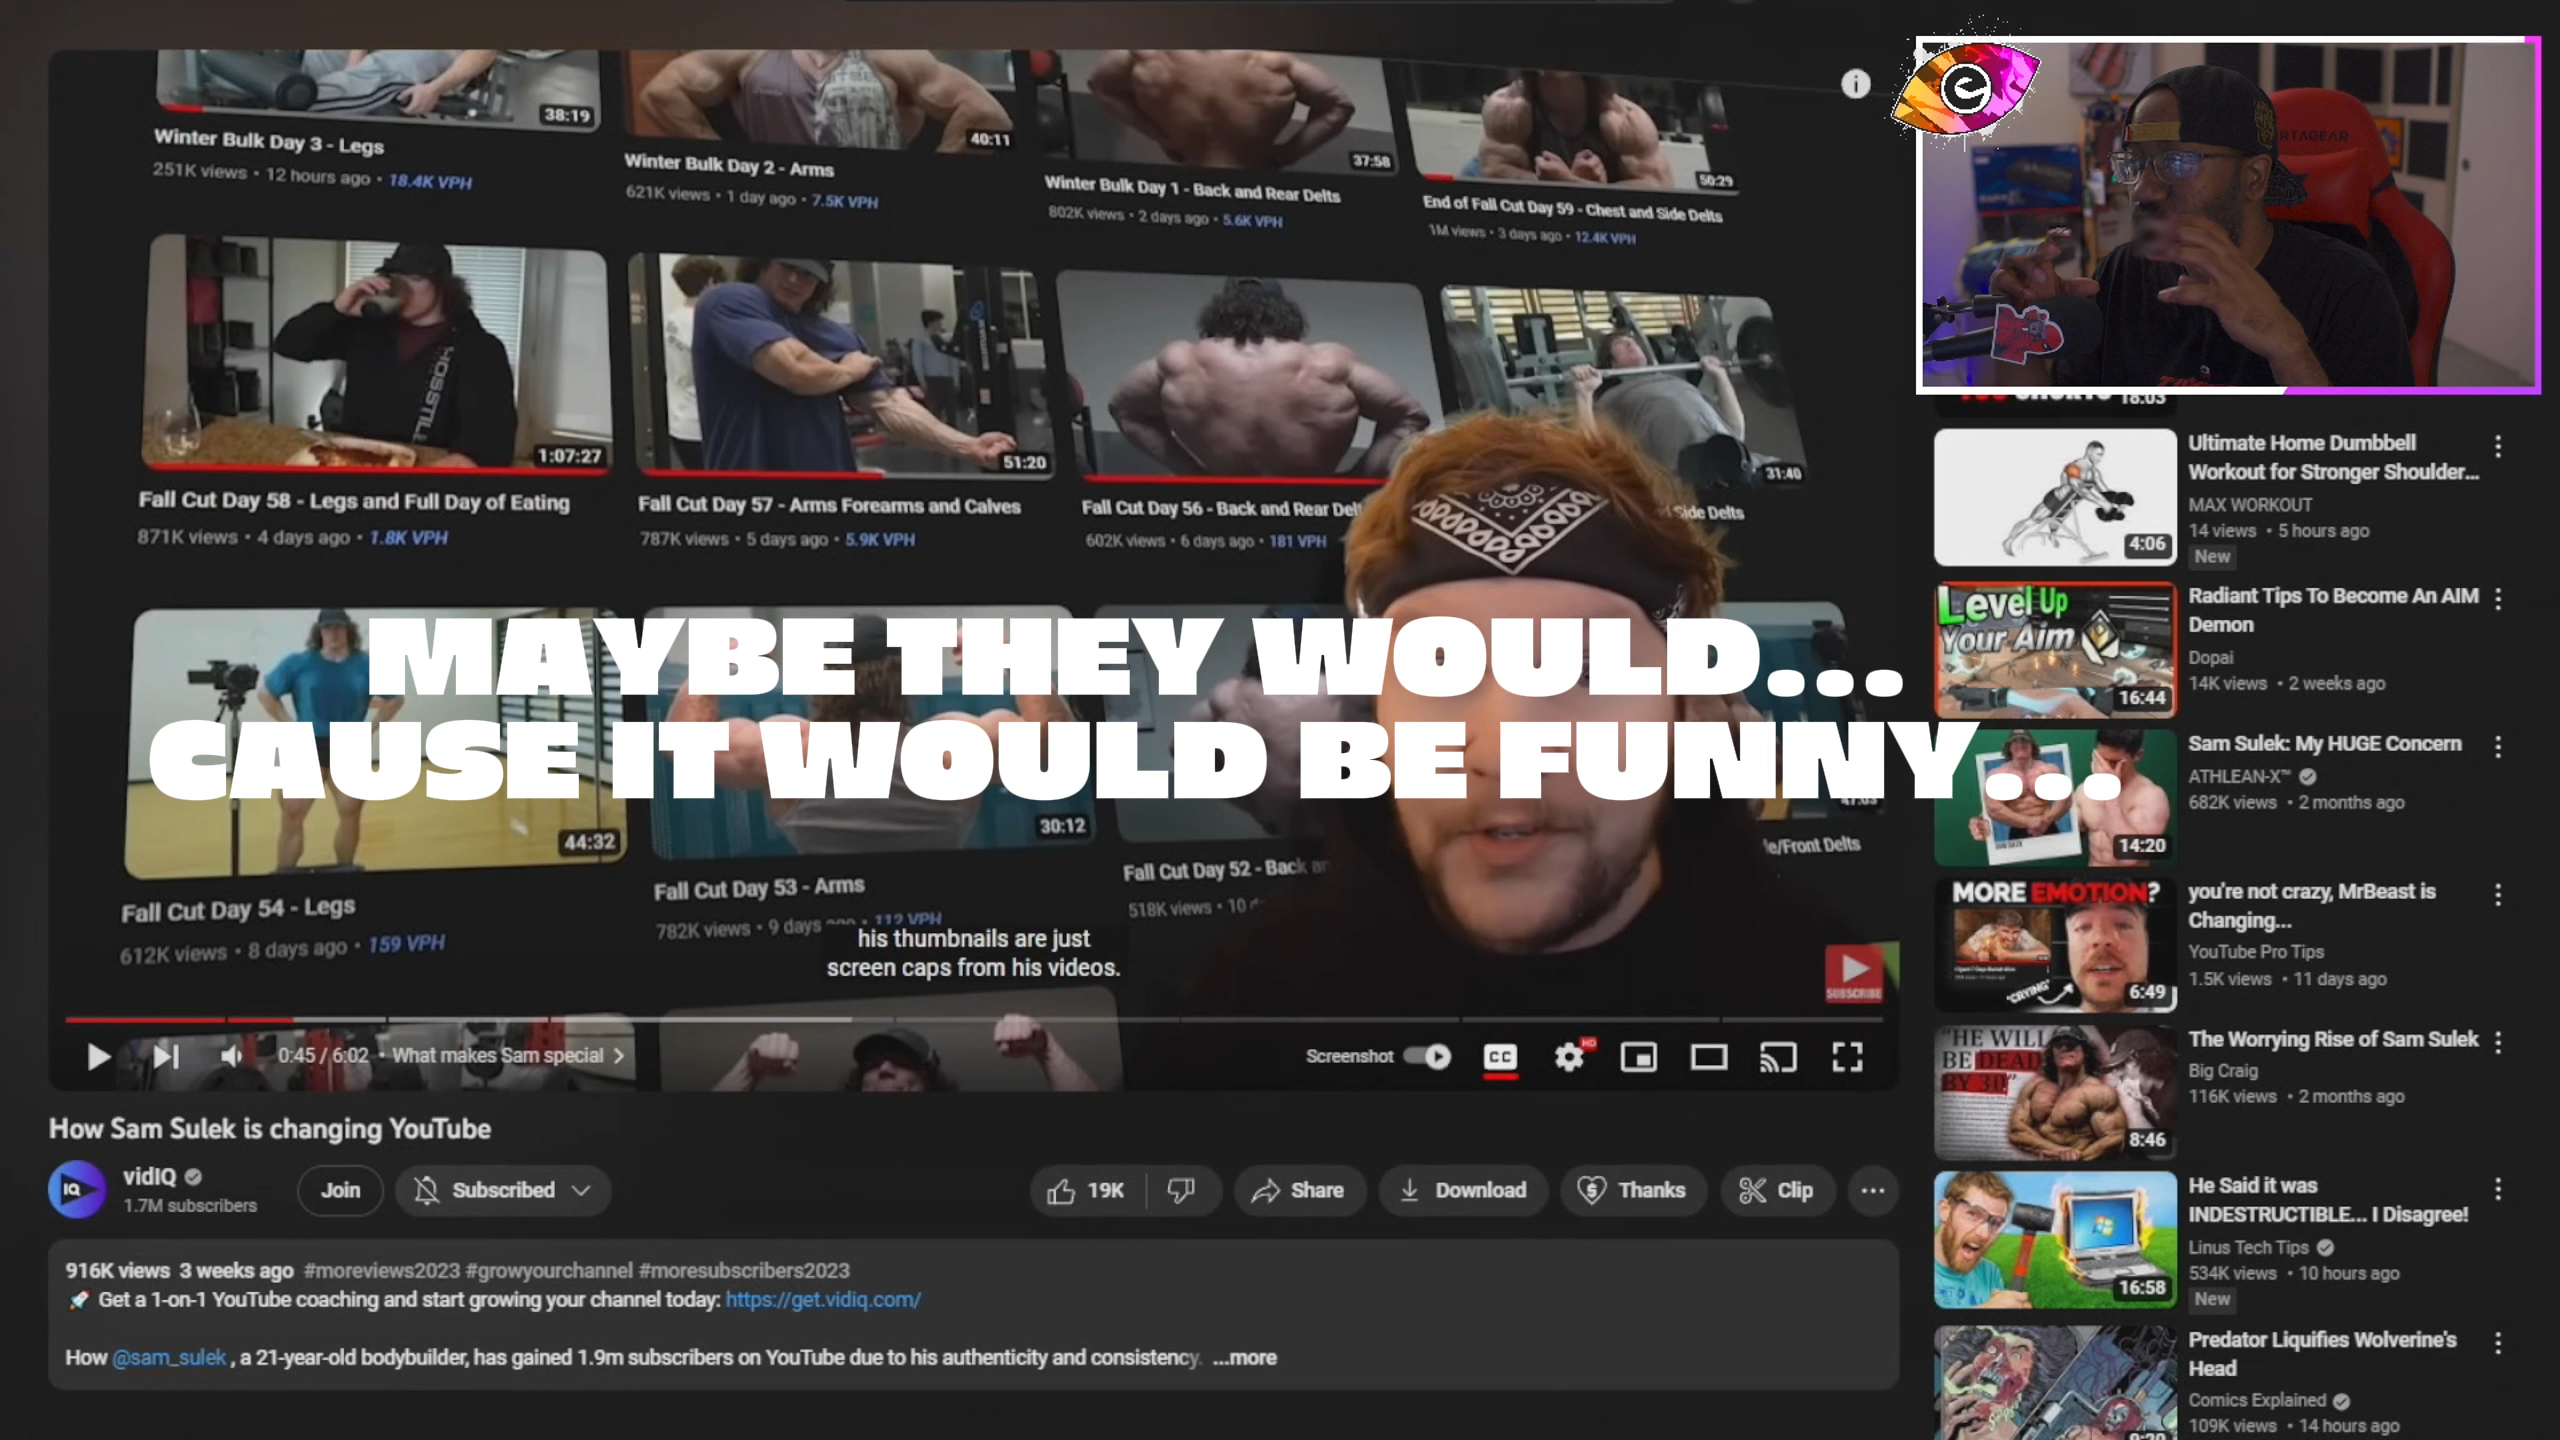 38:19
40:11
37:58
50:29
Winter Bulk Day 3 - Legs
251K views • 12 hours ago • 18.4K VPH
Winter Bulk Day 2 - Arms
621K views • 1 day ago • 7.5K VPH
Winter Bulk Day 1 - Back and Rear Delts
802K views • 2 days ago • 5.6K VPH
End of Fall Cut Day 59 - Chest and Side Delts
1M views • 3 days ago • 12.4K VPH
1:07:27
51:20
31:40
Fall Cut Day 58 - Legs and Full Day of Eating
871K views • 4 days ago • 1.8K VPH
Fall Cut Day 57 - Arms Forearms and Calves
787K views • 5 days ago • 5.9K VPH
Fall Cut Day 56 - Back and Rear
602K views • 6 days ago • 181 VPH
Side Delts
MAYBE THEY WOULD...
CAUSE IT WOULD BE FUNNY...
44:32
30:12
Fall Cut Day 54 - Legs
612K views • 8 days ago • 159 VPH
Fall Cut Day 53 - Arms
782K views • 9 days ago • 112 VPH
Fall Cut Day 52 - Back
518K views • 10
/Front Delts
his thumbnails are just
screen caps from his videos.
SUBSCRIBE
0:45 / 6:02 • What makes Sam special
Screenshot
CC
HD
How Sam Sulek is changing YouTube
IQ
vidIQ
1.7M subscribers
Join
Subscribed
19K
Share
Download
Thanks
Clip
916K views 3 weeks ago #moreviews2023 #growyourchannel #moresubscribers2023
🚀 Get a 1-on-1 YouTube coaching and start growing your channel today: https://get.vidiq.com/
How @sam_sulek , a 21-year-old bodybuilder, has gained 1.9m subscribers on YouTube due to his authenticity and consistency. ...more
18:03
Ultimate Home Dumbbell
Workout for Stronger Shoulder...
MAX WORKOUT
14 views • 5 hours ago
New
4:06
Level Up
Your Aim
16:44
Radiant Tips To Become An AIM
Demon
Dopai
14K views • 2 weeks ago
14:20
Sam Sulek: My HUGE Concern
ATHLEAN-X™
682K views • 2 months ago
MORE EMOTION?
"CRYING"
6:49
you're not crazy, MrBeast is
Changing...
YouTube Pro Tips
1.5K views • 11 days ago
"HE WILL
BE DEAD
BY 30"
8:46
The Worrying Rise of Sam Sulek
Big Craig
116K views • 2 months ago
16:58
He Said it was
INDESTRUCTIBLE... I Disagree!
Linus Tech Tips
534K views • 10 hours ago
New
Predator Liquifies Wolverine's
Head
Comics Explained
109K views • 14 hours ago